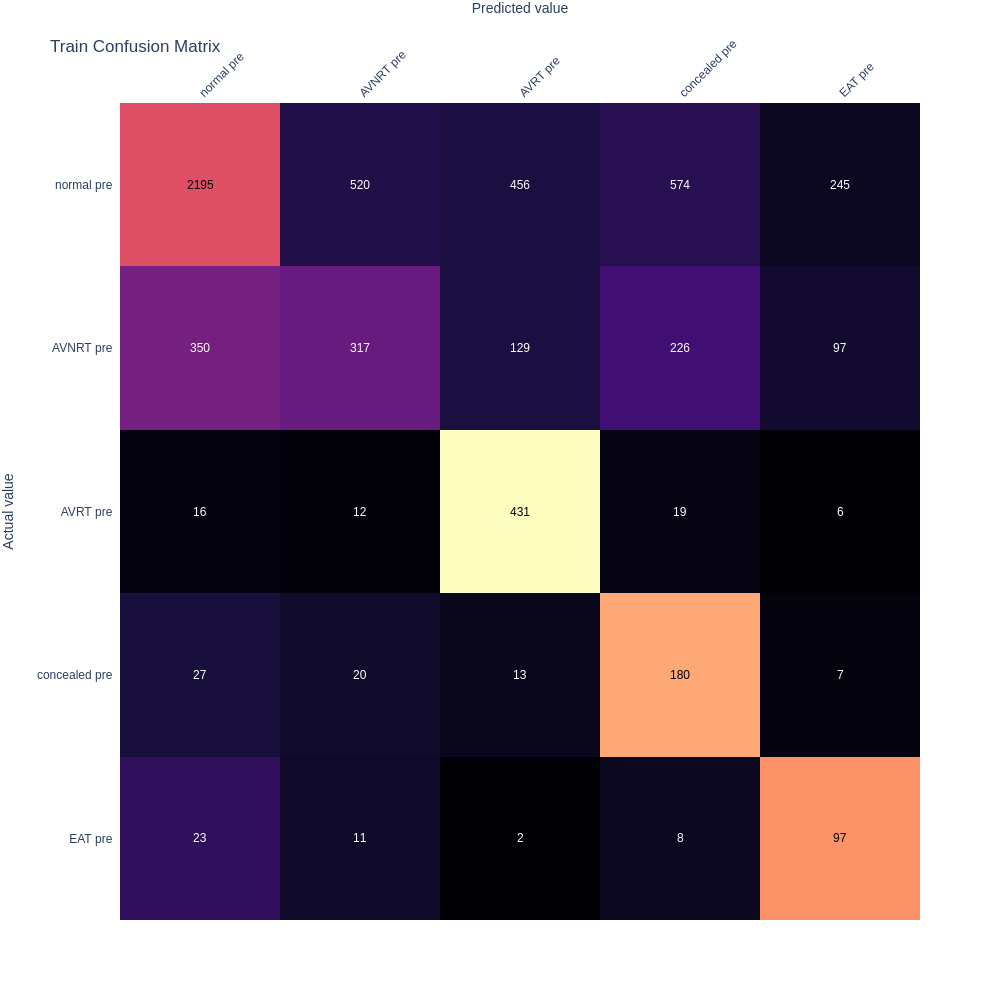 Predicted value
Train Confusion Matrix
normal pre AVNRT pre AVRT pre concealed pre EAT pre
normal pre 2195 520 456 574 245
AVNRT pre 350 317 129 226 97
Actual value
AVRT pre 16 12 431 19 6
concealed pre 27 20 13 180 7
EAT pre 23 11 2 8 97